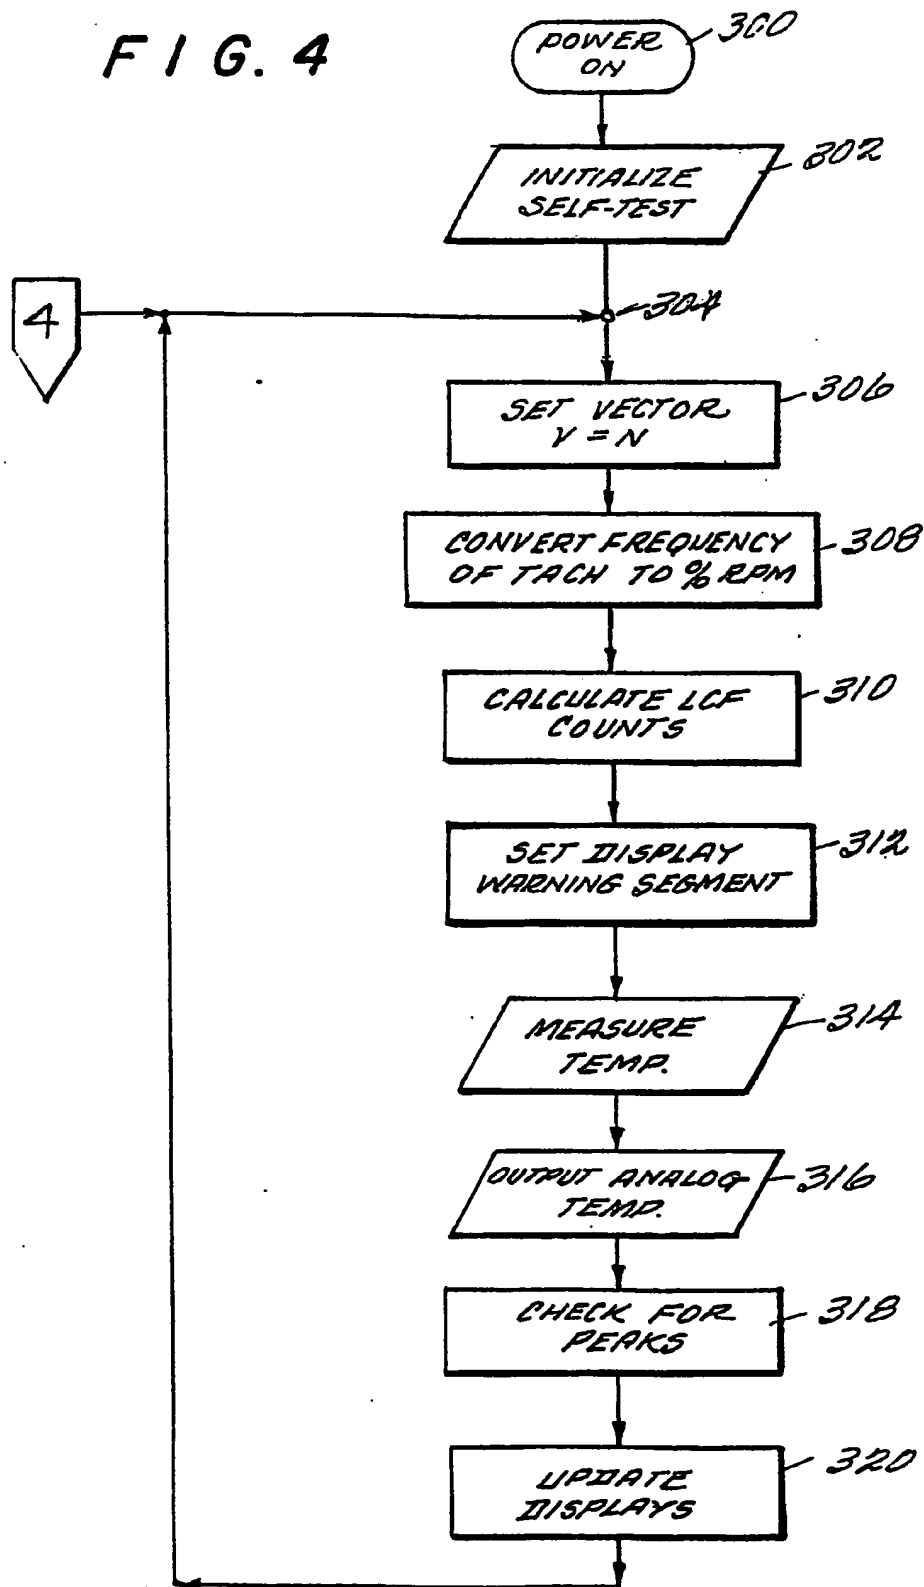 FIG. 4
POWER
ON
300
INITIALIZE
SELF-TEST
302
4
304
SET VECTOR
V = N
306
CONVERT FREQUENCY
OF TACH TO % RPM
308
CALCULATE LCF
COUNTS
310
SET DISPLAY
WARNING SEGMENT
312
MEASURE
TEMP.
314
OUTPUT ANALOG
TEMP.
316
CHECK FOR
PEAKS
318
UPDATE
DISPLAYS
320